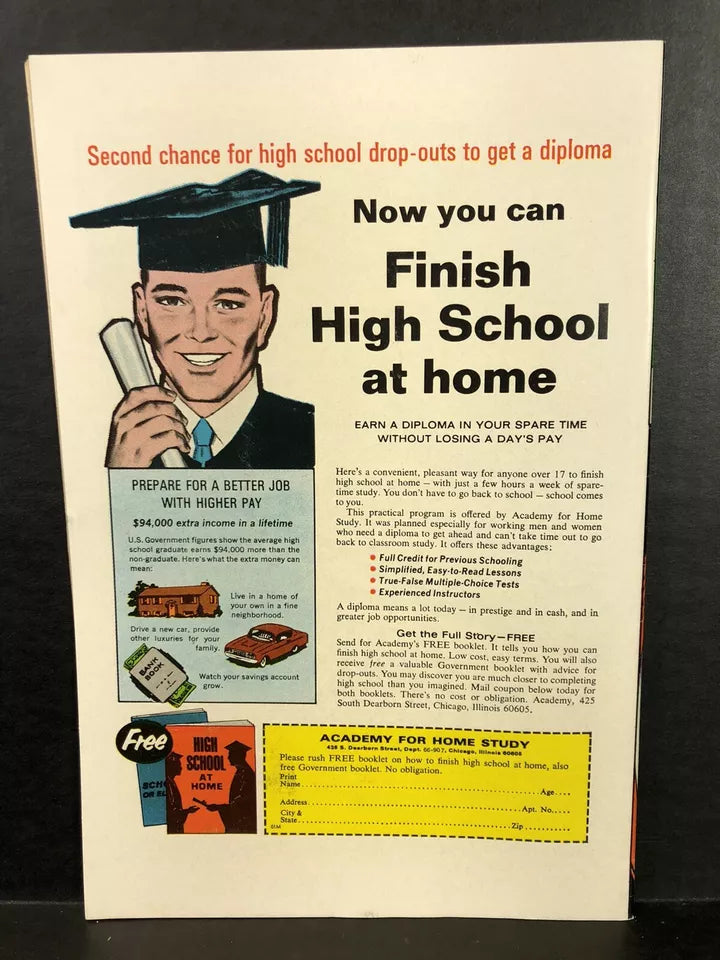 Second chance for high school drop-outs to get a diploma
Now you can
Finish
High School
at home
EARN A DIPLOMA IN YOUR SPARE TIME
WITHOUT LOSING A DAY'S PAY
PREPARE FOR A BETTER JOB
WITH HIGHER PAY
$94,000 extra income in a lifetime
U.S. Government figures show the average high
school graduate earns $94,000 more than the
non-graduate. Here's what the extra money can
mean:
Live in a home of
your own in a fine
neighborhood.
Drive a new car, provide
other luxuries for your
family.
BANK
BOOK
Watch your savings account
grow.
Here's a convenient, pleasant way for anyone over 17 to finish
high school at home — with just a few hours a week of spare-
time study. You don't have to go back to school — school comes
to you.
This practical program is offered by Academy for Home
Study. It was planned especially for working men and women
who need a diploma to get ahead and can't take time out to go
back to classroom study. It offers these advantages:
• Full Credit for Previous Schooling
• Simplified, Easy-to-Read Lessons
• True-False Multiple-Choice Tests
• Experienced Instructors
A diploma means a lot today — in prestige and in cash, and in
greater job opportunities.
Get the Full Story—FREE
Send for Academy's FREE booklet. It tells you how you can
finish high school at home. Low cost, easy terms. You will also
receive free a valuable Government booklet with advice for
drop-outs. You may discover you are much closer to completing
high school than you imagined. Mail coupon below today for
both booklets. There's no cost or obligation. Academy, 425
South Dearborn Street, Chicago, Illinois 60605.
Free
HIGH
SCHOOL
AT
HOME
SCHO
OR EL
ACADEMY FOR HOME STUDY
425 S. Dearborn Street, Dept. 66-907, Chicago, Illinois 60605
Please rush FREE booklet on how to finish high school at home, also
free Government booklet. No obligation.
Print
Name Age
Address Apt. No.
City &
State Zip